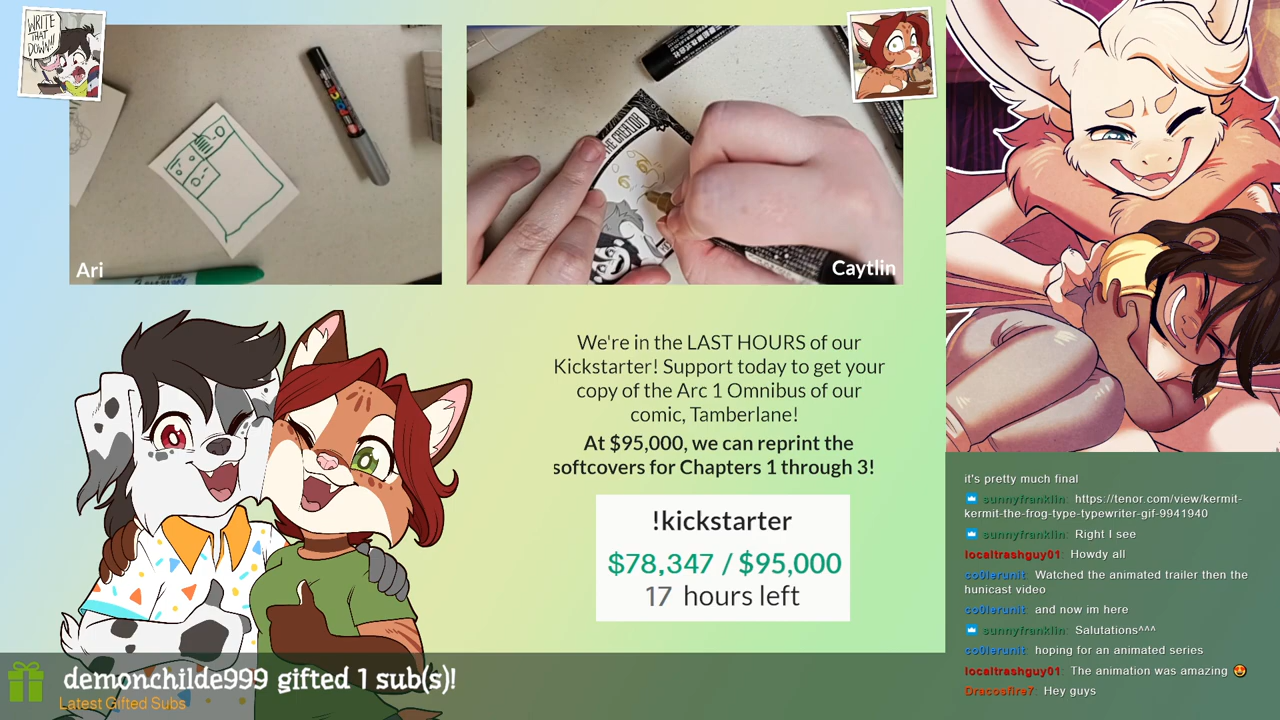 WRITE
THAT
DOWN!!
THE CREATOR
Ari
Caytlin
We're in the LAST HOURS of our
Kickstarter! Support today to get your
copy of the Arc 1 Omnibus of our
comic, Tamberlane!
At $95,000, we can reprint the
softcovers for Chapters 1 through 3!
!kickstarter
$78,347 / $95,000
17 hours left
demonchilde999 gifted 1 sub(s)!
Latest Gifted Subs
it's pretty much final
sunnyfranklin: https://tenor.com/view/kermit-
kermit-the-frog-type-typewriter-gif-9941940
sunnyfranklin: Right I see
localtrashguy01: Howdy all
co0lerunit: Watched the animated trailer then the
hunicast video
co0lerunit: and now im here
sunnyfranklin: Salutations^^^
co0lerunit: hoping for an animated series
localtrashguy01: The animation was amazing 😍
Dracosfire7: Hey guys